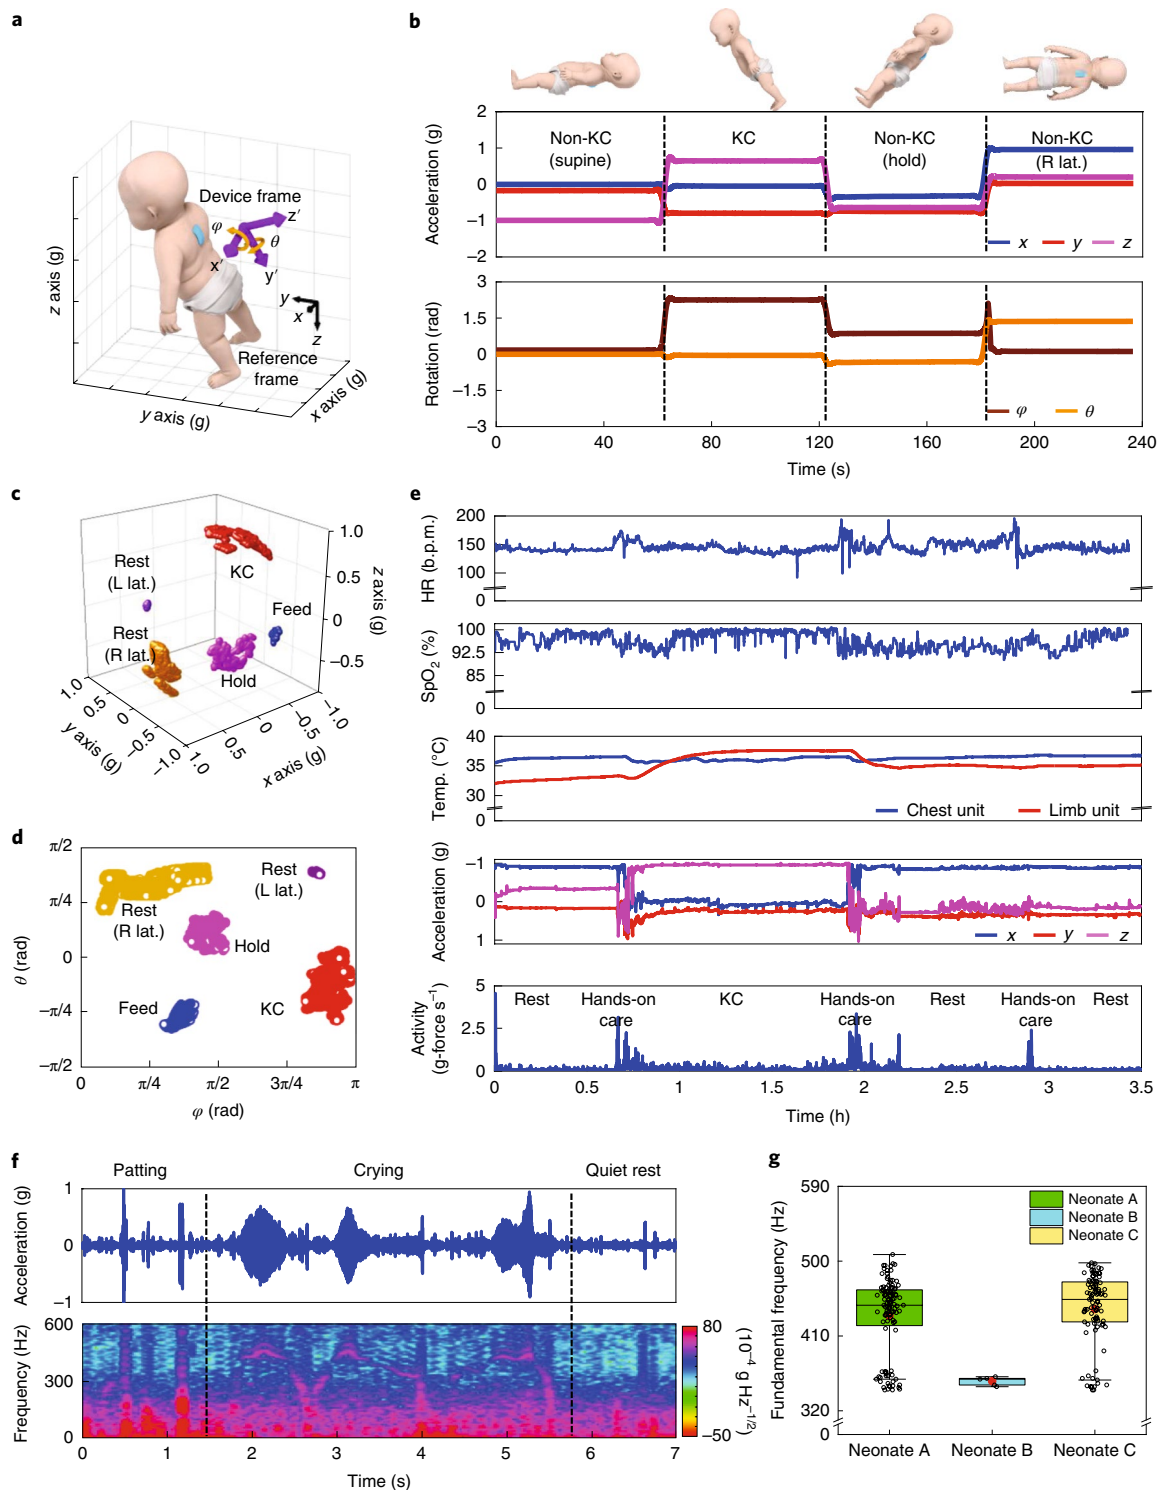 a
Device frame
φ
z′
θ
x′
y′
y
x
z
Reference
frame
z axis (g)
y axis (g)
x axis (g)
b
Acceleration (g)
2
1
0
−1
−2
Non-KC
(supine)
KC
Non-KC
(hold)
Non-KC
(R lat.)
x y z
Rotation (rad)
3
1.5
0
−1.5
−3
φ θ
0 40 80 120 160 200 240
Time (s)
c
Rest
(L lat.)
KC
Rest
(R lat.)
Feed
Hold
1.0
0.5
0
−0.5
z axis (g)
1.0
0.5
0
−0.5
−1.0
y axis (g)
1.0
0.5
0
−0.5
−1.0
x axis (g)
d
π/2
π/4
0
−π/4
−π/2
θ (rad)
Rest
(L lat.)
Rest
(R lat.)
Hold
Feed
KC
0 π/4 π/2 3π/4 π
φ (rad)
e
HR (b.p.m.)
200
150
100
0
SpO2 (%)
100
92.5
85
0
Temp. (°C)
40
35
30
0
Chest unit Limb unit
Acceleration (g)
−1
0
1
x y z
Activity
(g-force s−1)
5
2.5
0
Rest
Hands-on
care
KC
Hands-on
care
Rest
Hands-on
care
Rest
0 0.5 1 1.5 2 2.5 3 3.5
Time (h)
f
Patting Crying Quiet rest
Acceleration (g)
1
0
−1
Frequency (Hz)
600
300
0
80
−50
(10−4 g Hz−1/2)
0 1 2 3 4 5 6 7
Time (s)
g
Fundamental frequency (Hz)
590
500
410
320
0
Neonate A
Neonate B
Neonate C
Neonate A Neonate B Neonate C